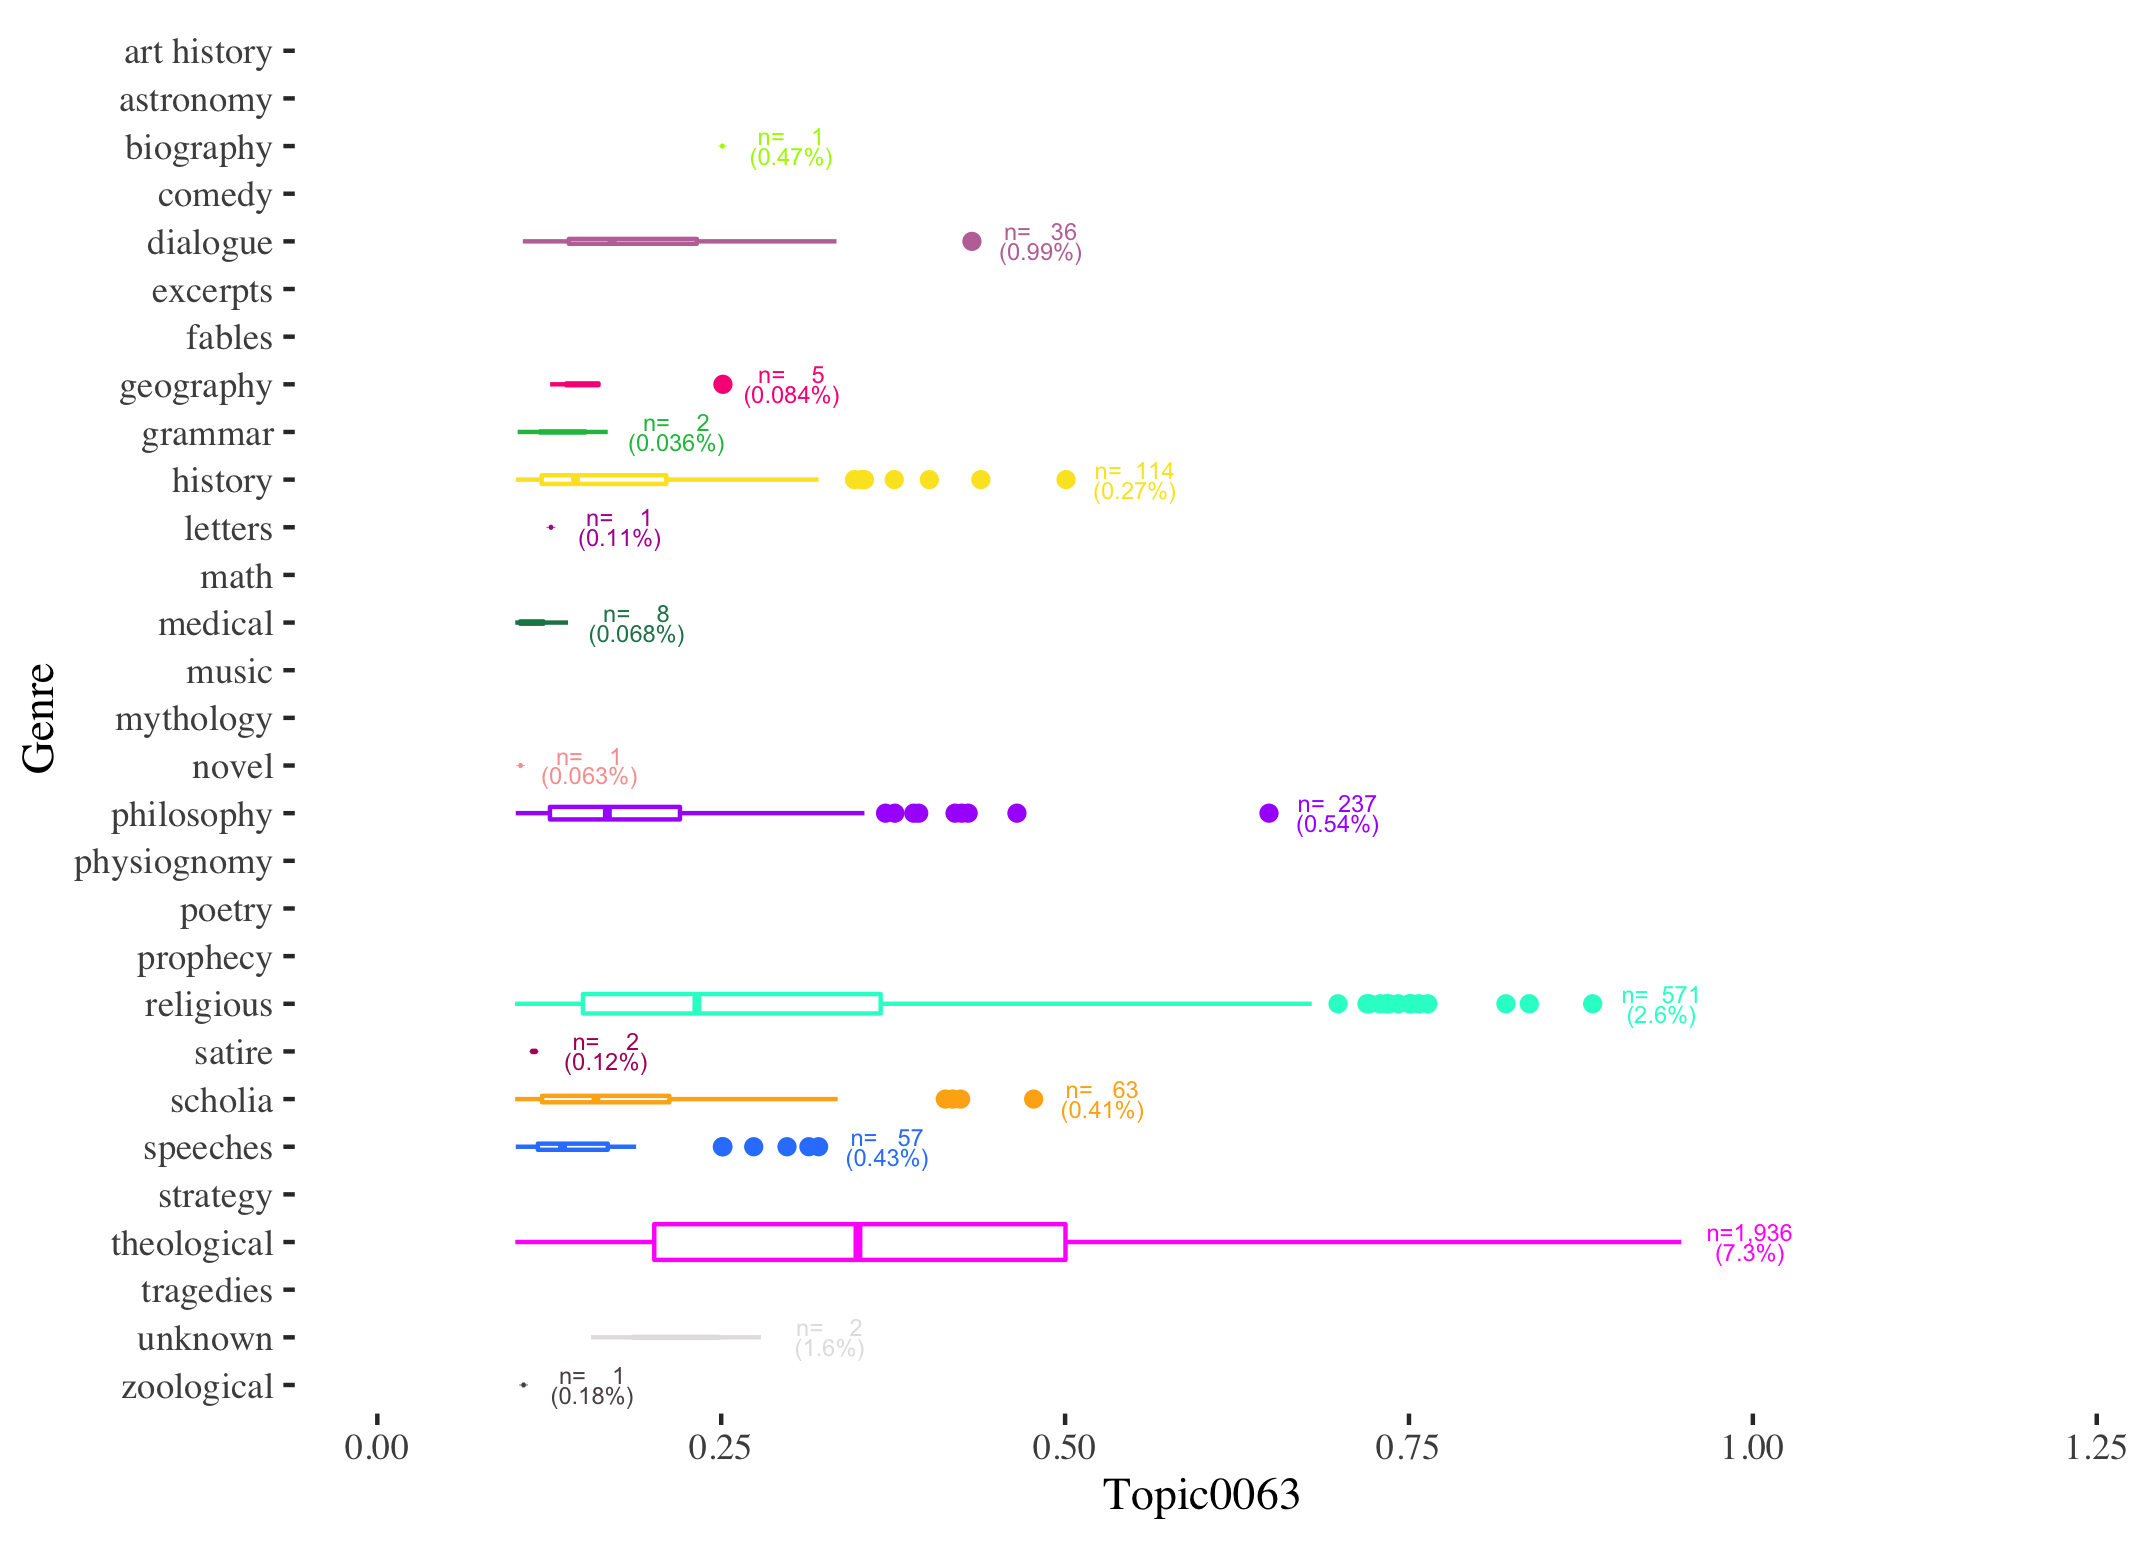 art history
astronomy
biography
n= 1
(0.47%)
comedy
dialogue
n= 36
(0.99%)
excerpts
fables
geography
n= 5
(0.084%)
grammar
n= 2
(0.036%)
history
n= 114
(0.27%)
letters
n= 1
(0.11%)
math
medical
n= 8
(0.068%)
music
mythology
novel
n= 1
(0.063%)
philosophy
n= 237
(0.54%)
physiognomy
poetry
prophecy
religious
n= 571
(2.6%)
satire
n= 2
(0.12%)
scholia
n= 63
(0.41%)
speeches
n= 57
(0.43%)
strategy
theological
n=1,936
(7.3%)
tragedies
unknown
n= 2
(1.6%)
zoological
n= 1
(0.18%)
Genre
0.00 0.25 0.50 0.75 1.00 1.25
Topic0063